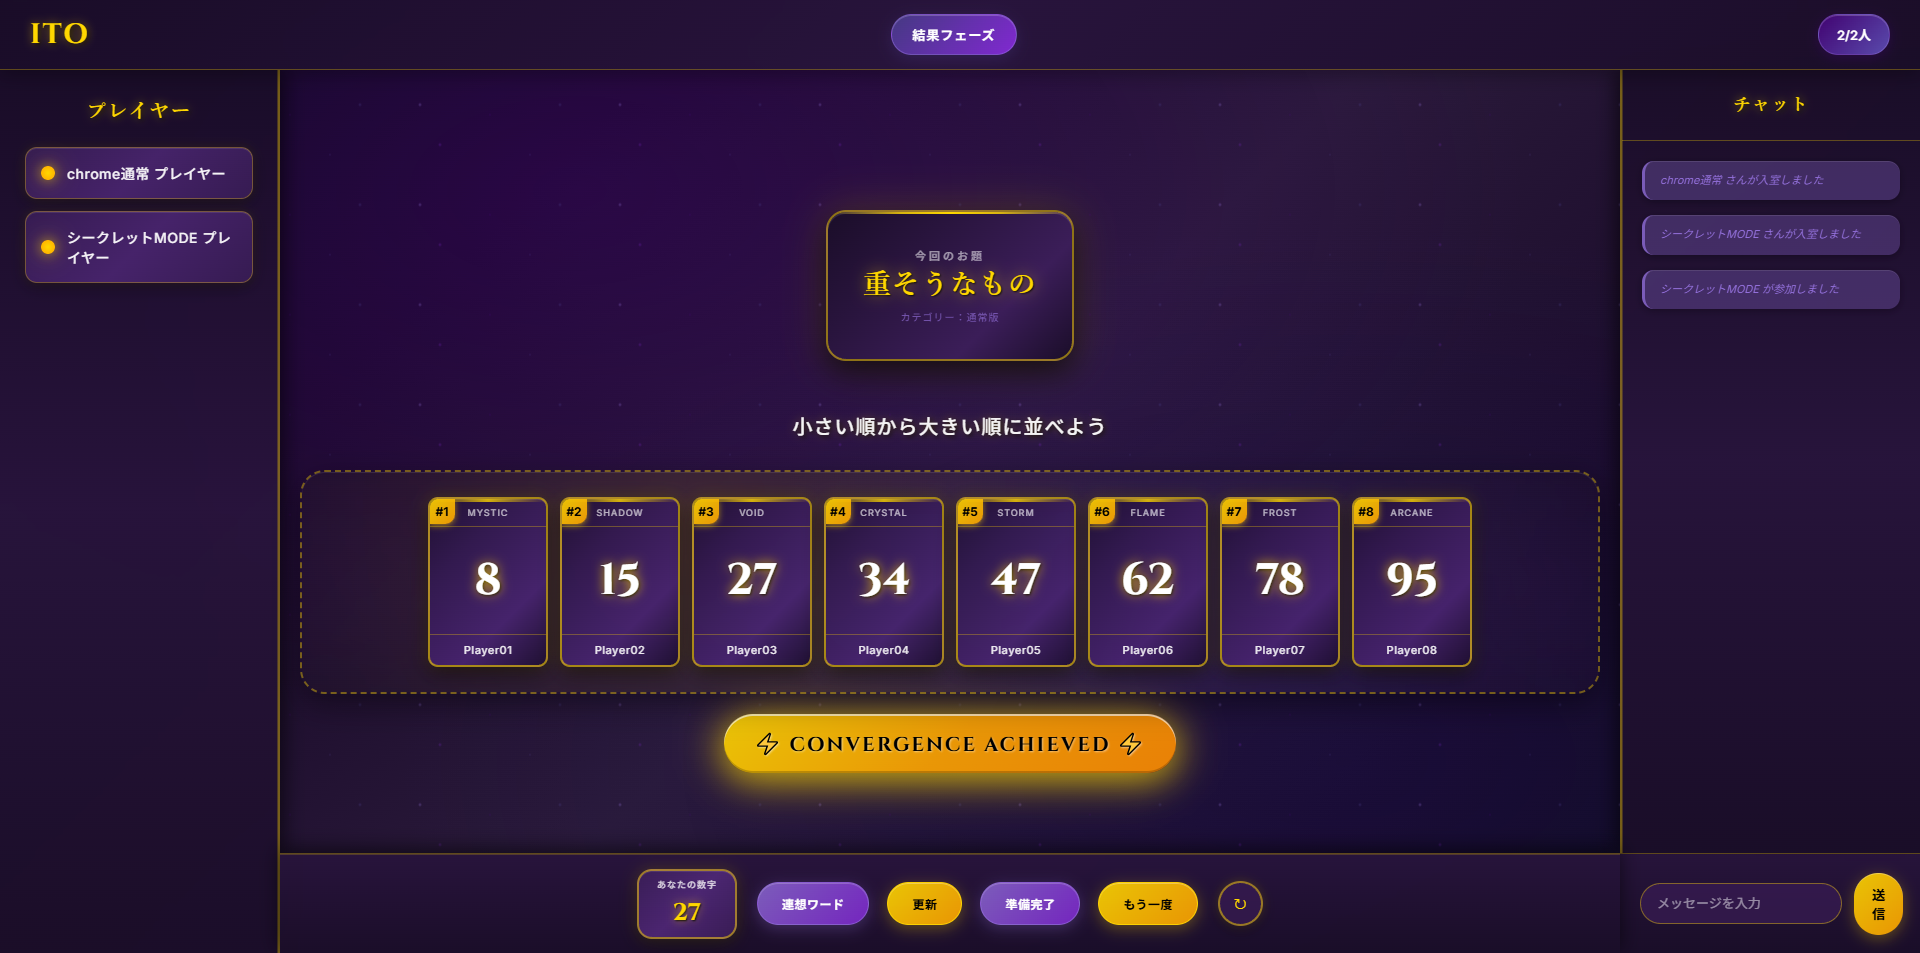 ITO
結果フェーズ
2/2人
プレイヤー
chrome通常 プレイヤー
シークレットMODE プレ
イヤー
今回のお題
重そうなもの
カテゴリー：通常版
小さい順から大きい順に並べよう
#1 MYSTIC
8
Player01
#2 SHADOW
15
Player02
#3 VOID
27
Player03
#4 CRYSTAL
34
Player04
#5 STORM
47
Player05
#6 FLAME
62
Player06
#7 FROST
78
Player07
#8 ARCANE
95
Player08
⚡ CONVERGENCE ACHIEVED ⚡
あなたの数字
27
連想ワード
更新
準備完了
もう一度
↻
チャット
chrome通常 さんが入室しました
シークレットMODE さんが入室しました
シークレットMODE が参加しました
メッセージを入力
送
信